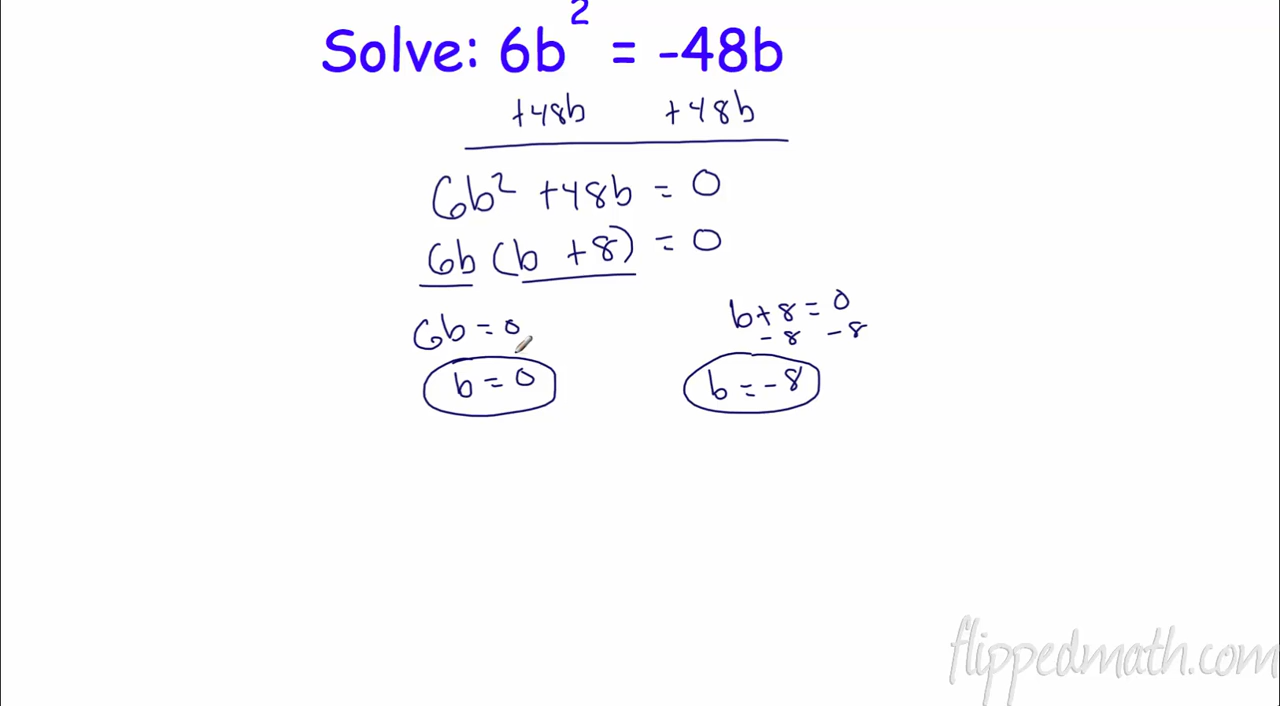 Solve: 6b² = -48b
+48b +48b
6b² +48b = 0
6b (b +8) = 0
6b = 0 b+8=0
-8 -8
b = 0 b = -8
flippedmath.com